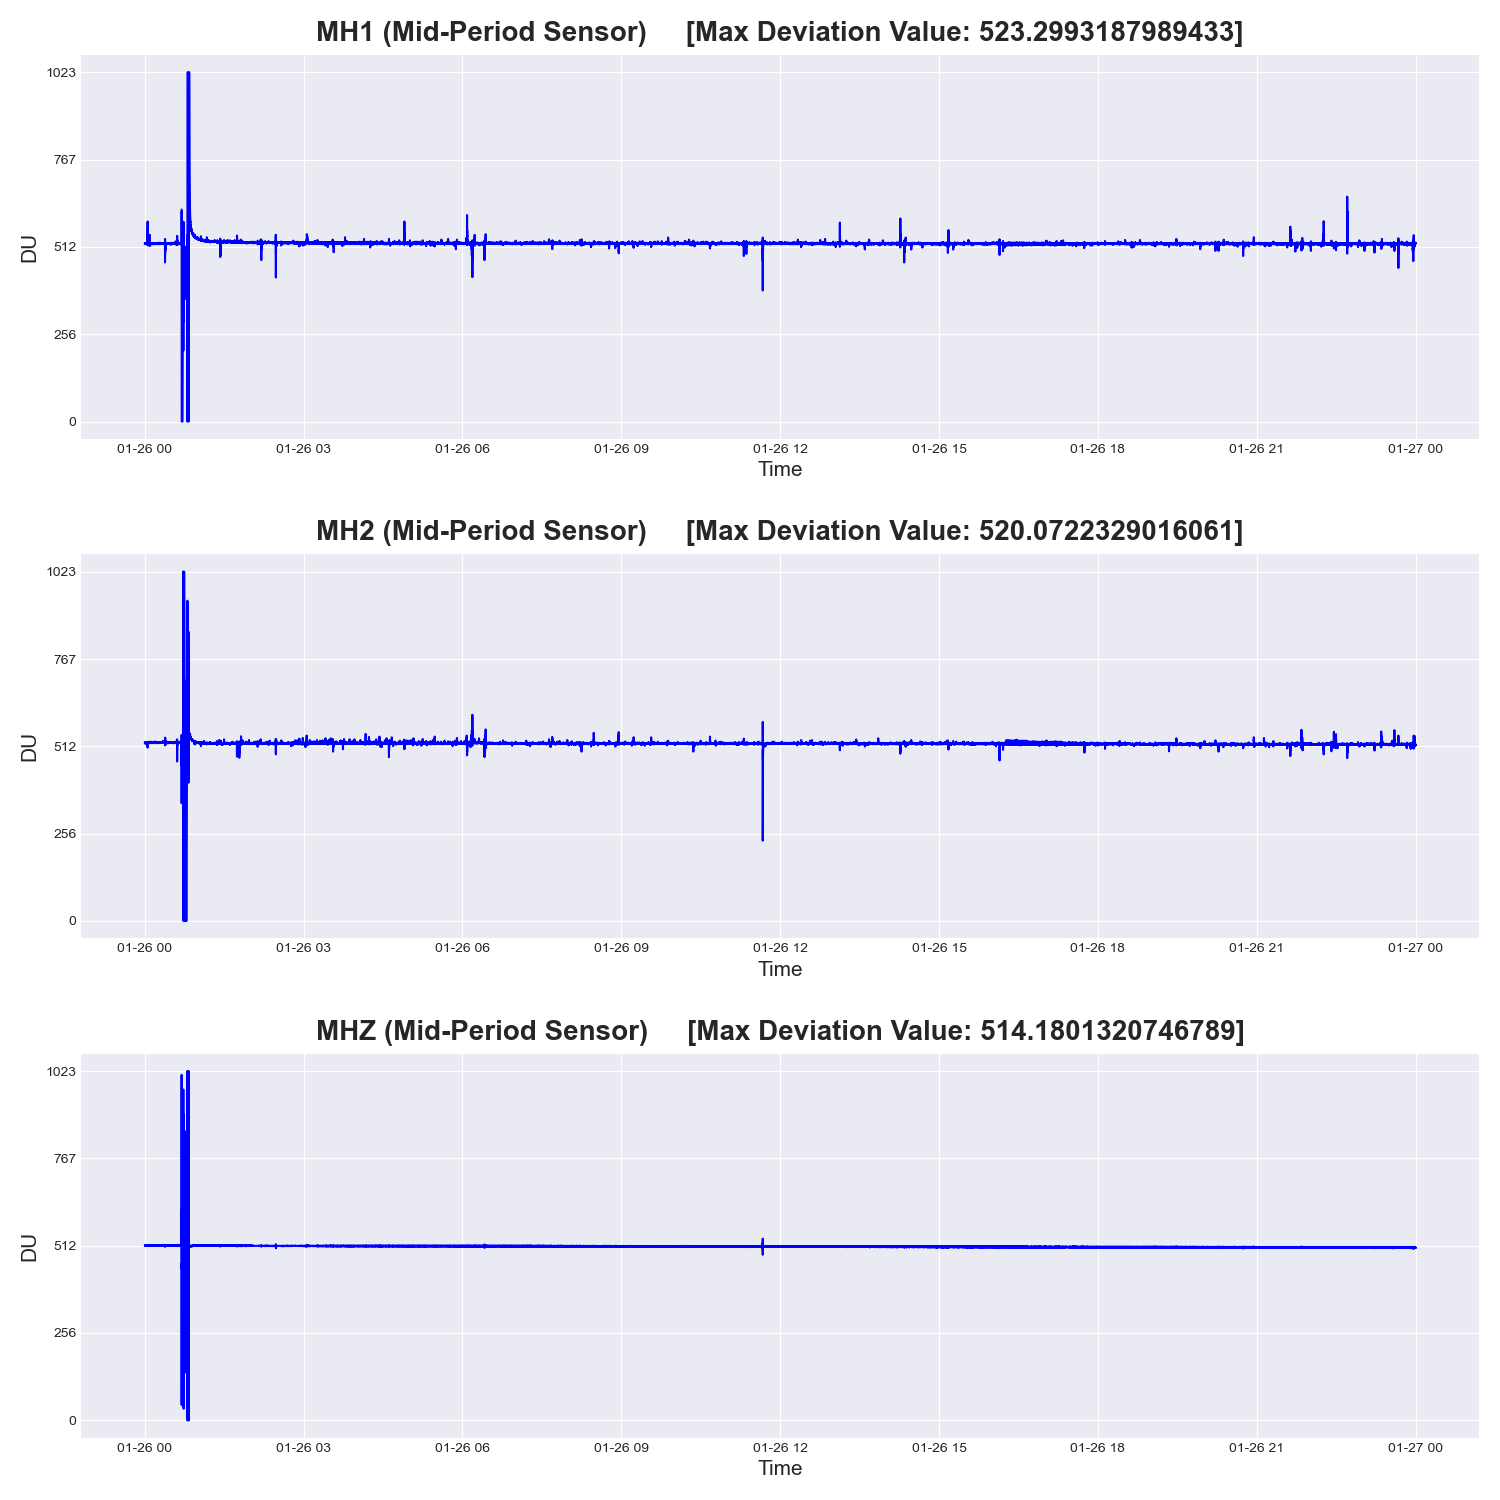 MH1 (Mid-Period Sensor) [Max Deviation Value: 523.2993187989433]
1023
767
512
256
0
DU
01-26 00 01-26 03 01-26 06 01-26 09 01-26 12 01-26 15 01-26 18 01-26 21 01-27 00
Time
MH2 (Mid-Period Sensor) [Max Deviation Value: 520.0722329016061]
1023
767
512
256
0
DU
01-26 00 01-26 03 01-26 06 01-26 09 01-26 12 01-26 15 01-26 18 01-26 21 01-27 00
Time
MHZ (Mid-Period Sensor) [Max Deviation Value: 514.1801320746789]
1023
767
512
256
0
DU
01-26 00 01-26 03 01-26 06 01-26 09 01-26 12 01-26 15 01-26 18 01-26 21 01-27 00
Time